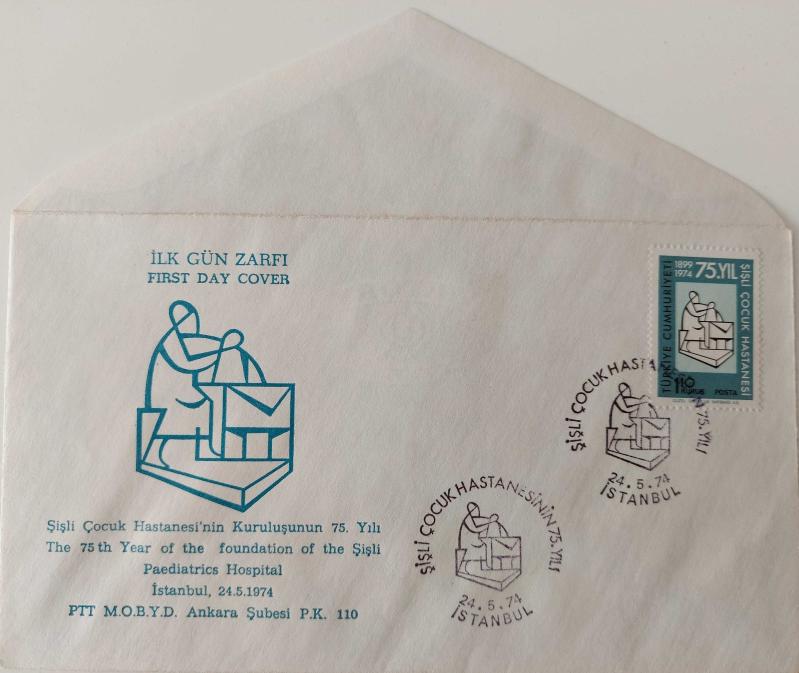 İLK GÜN ZARFI
FIRST DAY COVER
1899
1974
75.YIL
ŞİŞLİ ÇOCUK HASTANESİ
TÜRKİYE CUMHURİYETİ
110
KURUŞ
POSTA
ŞİŞLİ ÇOCUK HASTANESİNİN 75.YILI
24.5.74
İSTANBUL
ŞİŞLİ ÇOCUK HASTANESİNİN 75.YILI
24.5.74
İSTANBUL
Şişli Çocuk Hastanesi'nin Kuruluşunun 75. Yılı
The 75th Year of the foundation of the Şişli
Paediatrics Hospital
İstanbul, 24.5.1974
PTT M.O.B.Y.D. Ankara Şubesi P.K. 110